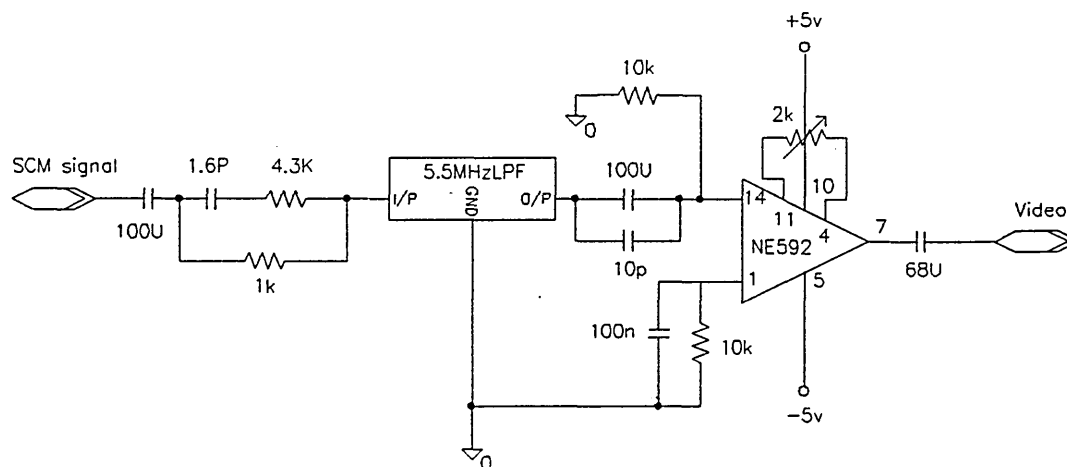 +5v
10k
2k
0
SCM signal
1.6P
4.3K
5.5MHzLPF
100U
I/P
GND
O/P
14
11
10
4
7
Video
100U
NE592
68U
1k
10p
1
5
100n
10k
-5v
0